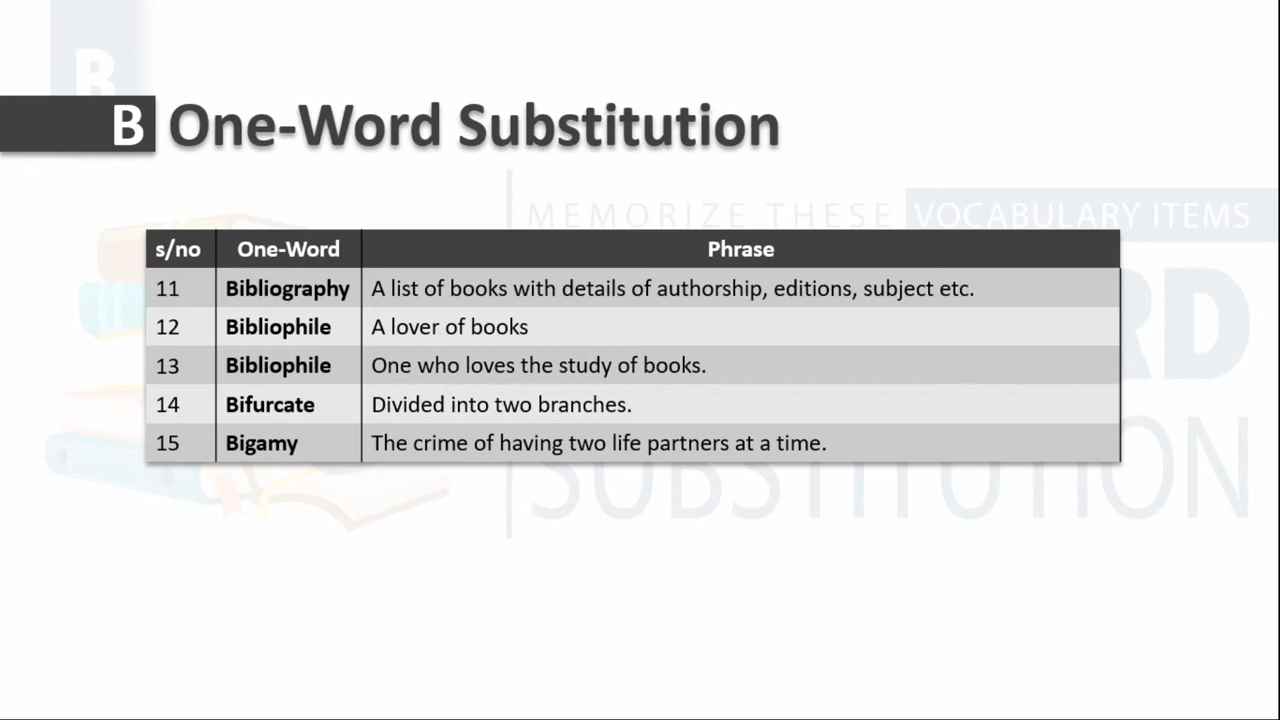 B
B One-Word Substitution
MEMORIZE THESE VOCABULARY ITEMS
s/no One-Word Phrase
11 Bibliography A list of books with details of authorship, editions, subject etc.
12 Bibliophile A lover of books
13 Bibliophile One who loves the study of books.
14 Bifurcate Divided into two branches.
15 Bigamy The crime of having two life partners at a time.
SUBSTITUTION